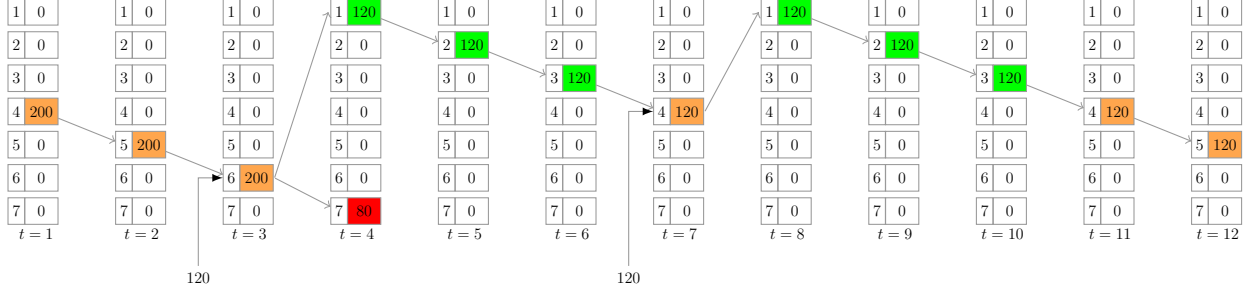 1 0 1 0 1 0 1 120 1 0 1 0 1 0 1 120 1 0 1 0 1 0 1 0
2 0 2 0 2 0 2 0 2 120 2 0 2 0 2 0 2 120 2 0 2 0 2 0
3 0 3 0 3 0 3 0 3 0 3 120 3 0 3 0 3 0 3 120 3 0 3 0
4 200 4 0 4 0 4 0 4 0 4 0 4 120 4 0 4 0 4 0 4 120 4 0
5 0 5 200 5 0 5 0 5 0 5 0 5 0 5 0 5 0 5 0 5 0 5 120
6 0 6 0 6 200 6 0 6 0 6 0 6 0 6 0 6 0 6 0 6 0 6 0
7 0 7 0 7 0 7 80 7 0 7 0 7 0 7 0 7 0 7 0 7 0 7 0
t = 1 t = 2 t = 3 t = 4 t = 5 t = 6 t = 7 t = 8 t = 9 t = 10 t = 11 t = 12
120 120